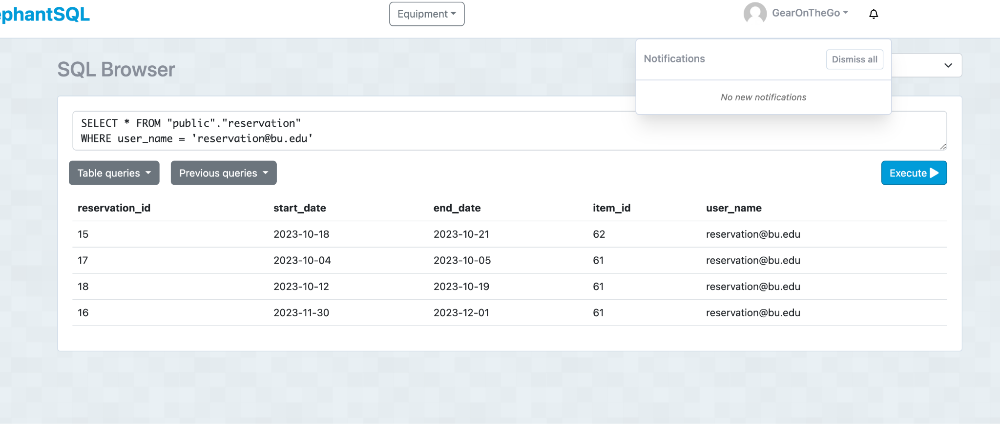 ephantSQL
Equipment
GearOnTheGo
SQL Browser
Notifications
Dismiss all
No new notifications
SELECT * FROM "public"."reservation"
WHERE user_name = 'reservation@bu.edu'
Table queries
Previous queries
Execute
reservation_id start_date end_date item_id user_name
15 2023-10-18 2023-10-21 62 reservation@bu.edu
17 2023-10-04 2023-10-05 61 reservation@bu.edu
18 2023-10-12 2023-10-19 61 reservation@bu.edu
16 2023-11-30 2023-12-01 61 reservation@bu.edu